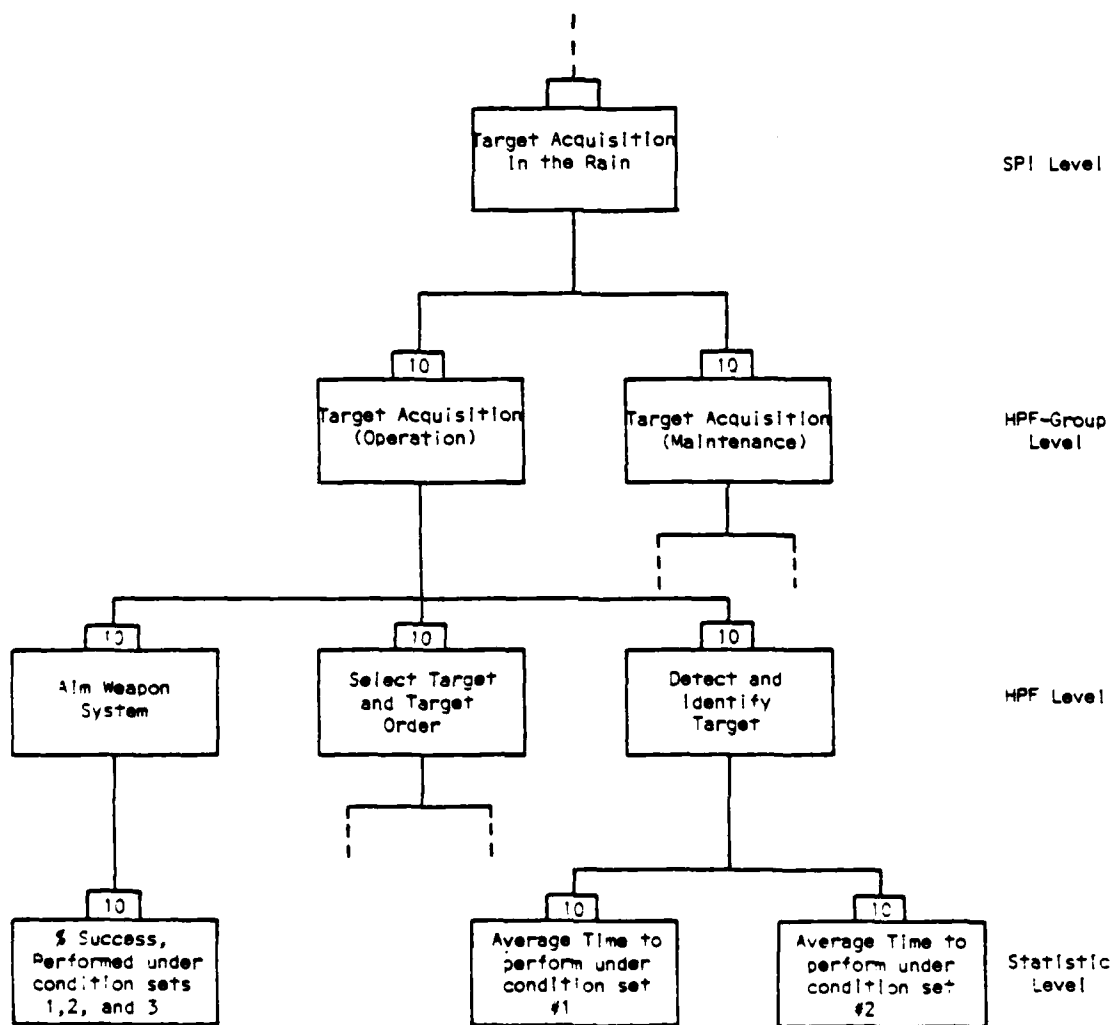 Target Acquisition
in the Rain
SPI Level
10
10
Target Acquisition
(Operation)
Target Acquisition
(Maintenance)
HPF-Group
Level
10
10
10
Aim Weapon
System
Select Target
and Target
Order
Detect and
Identify
Target
HPF Level
10
10
10
% Success,
Performed under
condition sets
1,2, and 3
Average Time to
perform under
condition set
#1
Average Time to
perform under
condition set
#2
Statistic
Level